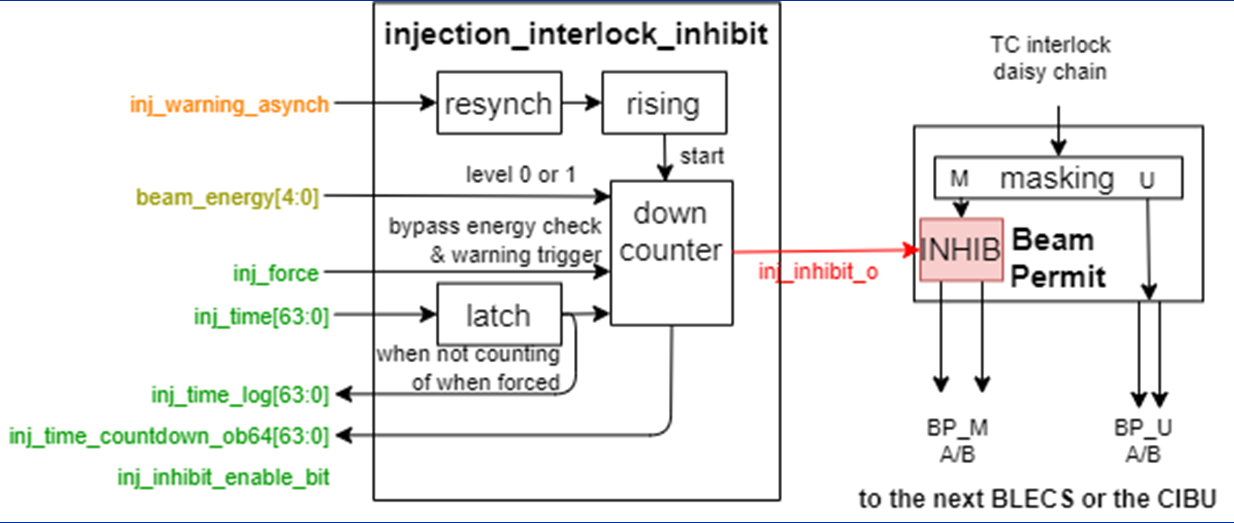 injection_interlock_inhibit
TC interlock
daisy chain
inj_warning_asynch
resynch
rising
start
level 0 or 1
beam_energy[4:0]
down
counter
bypass energy check
& warning trigger
inj_force
inj_time[63:0]
latch
when not counting
of when forced
inj_time_log[63:0]
inj_time_countdown_ob64[63:0]
inj_inhibit_enable_bit
inj_inhibit_o
M masking U
INHIB
Beam
Permit
BP_M
A/B
BP_U
A/B
to the next BLECS or the CIBU